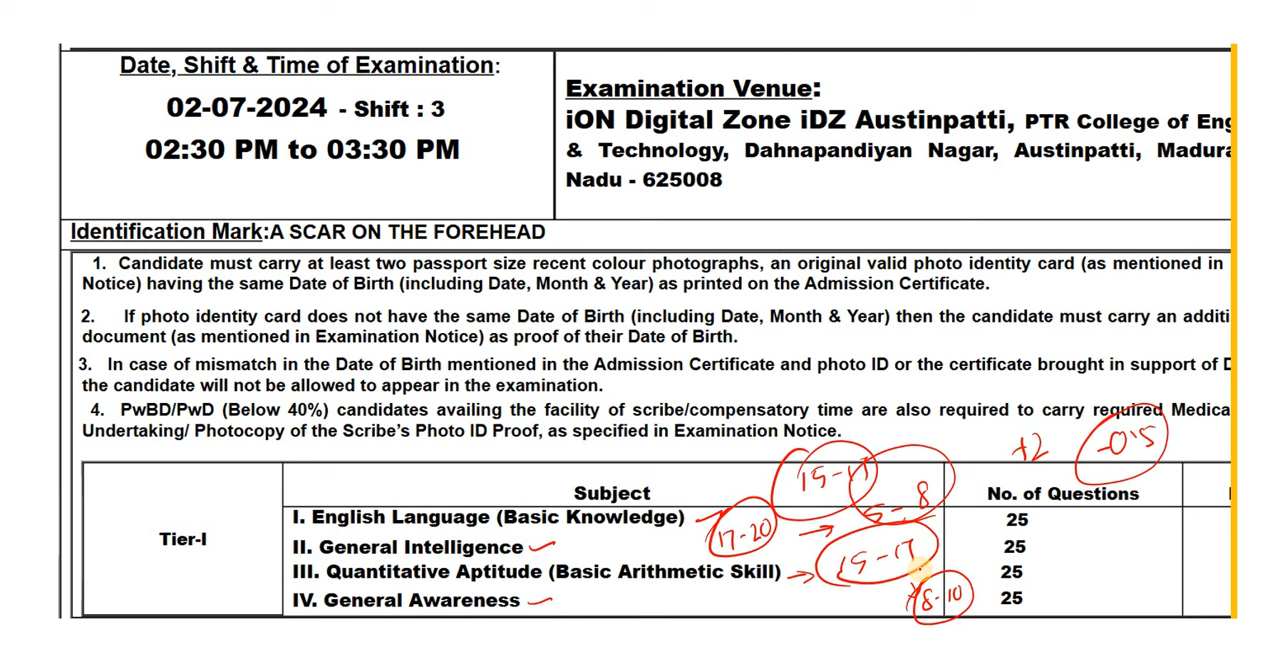 Date, Shift & Time of Examination:
02-07-2024 - Shift : 3
02:30 PM to 03:30 PM
Examination Venue:
iON Digital Zone iDZ Austinpatti, PTR College of Eng
& Technology, Dahnapandiyan Nagar, Austinpatti, Madura
Nadu - 625008
Identification Mark:A SCAR ON THE FOREHEAD
1. Candidate must carry at least two passport size recent colour photographs, an original valid photo identity card (as mentioned in
Notice) having the same Date of Birth (including Date, Month & Year) as printed on the Admission Certificate.
2. If photo identity card does not have the same Date of Birth (including Date, Month & Year) then the candidate must carry an additi
document (as mentioned in Examination Notice) as proof of their Date of Birth.
3. In case of mismatch in the Date of Birth mentioned in the Admission Certificate and photo ID or the certificate brought in support of D
the candidate will not be allowed to appear in the examination.
4. PwBD/PwD (Below 40%) candidates availing the facility of scribe/compensatory time are also required to carry required Medica
Undertaking/ Photocopy of the Scribe's Photo ID Proof, as specified in Examination Notice.
+2 -0.5
15-17
Subject No. of Questions
5-8
I. English Language (Basic Knowledge) 25
17-20
Tier-I
II. General Intelligence 25
15-17
III. Quantitative Aptitude (Basic Arithmetic Skill) 25
IV. General Awareness 8-10 25